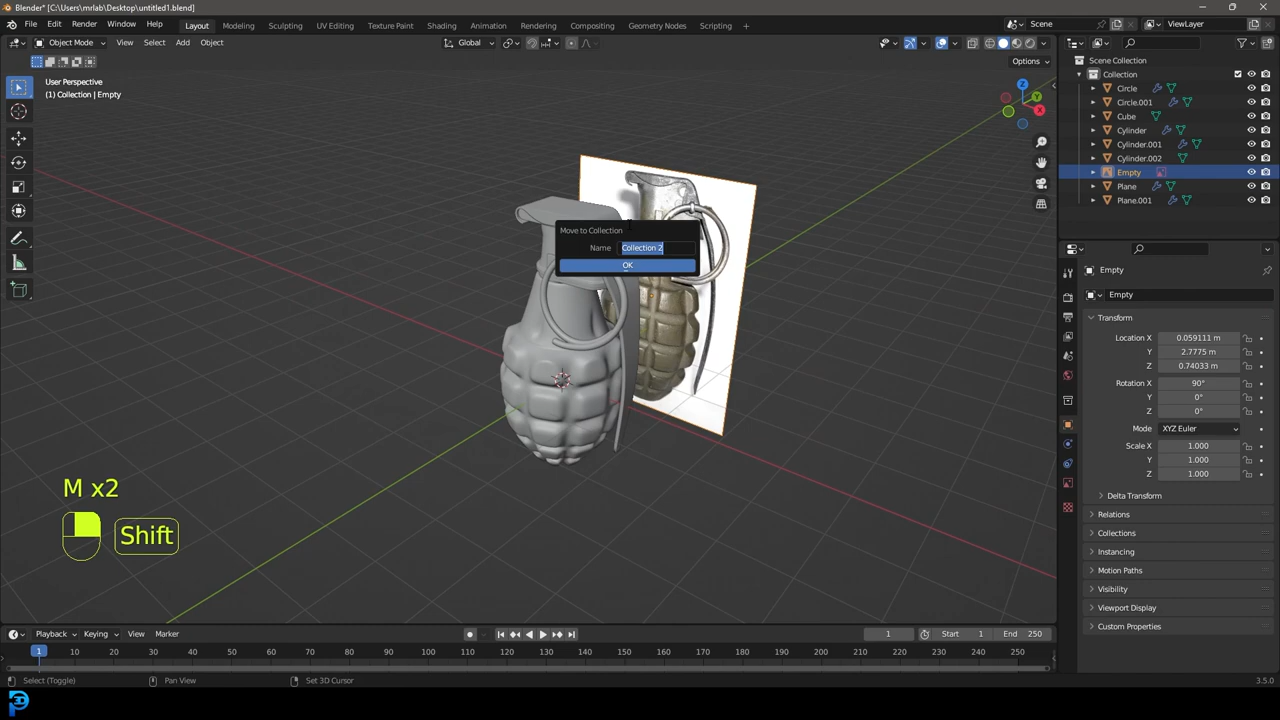 Blender* [C:\Users\mrlab\Desktop\untitled1.blend]
File Edit Render Window Help Layout Modeling Sculpting UV Editing Texture Paint Shading Animation Rendering Compositing Geometry Nodes Scripting + Scene ViewLayer
Object Mode View Select Add Object Global
Options
User Perspective
(1) Collection | Empty
Z
Y
X
Scene Collection
Collection
Circle
Circle.001
Cube
Cylinder
Cylinder.001
Cylinder.002
Empty
Plane
Plane.001
Move to Collection
Name Collection 2
OK
Empty
Empty
Transform
Location X 0.059111 m
Y 2.7775 m
Z 0.74033 m
Rotation X 90°
Y 0°
Z 0°
Mode XYZ Euler
Scale X 1.000
Y 1.000
Z 1.000
Delta Transform
Relations
Collections
Instancing
Motion Paths
Visibility
Viewport Display
Custom Properties
M x2
Shift
Playback Keying View Marker 1 Start 1 End 250
1 10 20 30 40 50 60 70 80 90 100 110 120 130 140 150 160 170 180 190 200 210 220 230 240 250
Select (Toggle) Pan View Set 3D Cursor 3.5.0